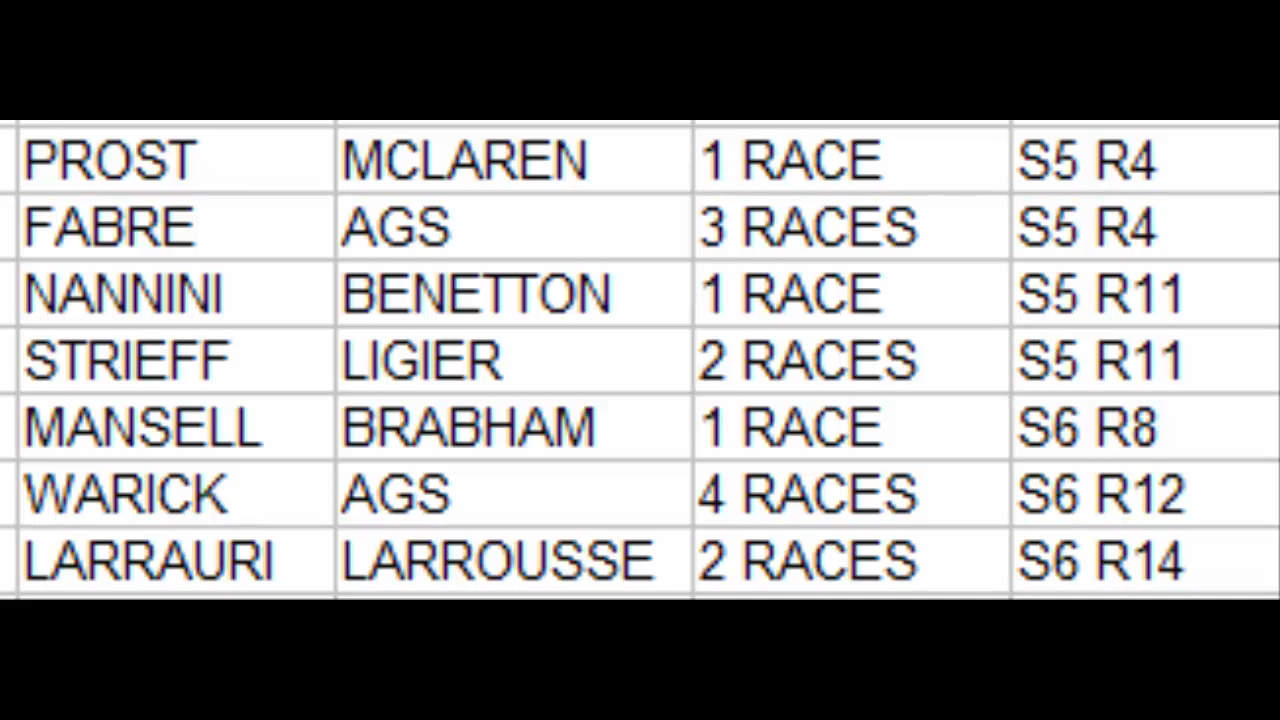 PROST MCLAREN 1 RACE S5 R4
FABRE AGS 3 RACES S5 R4
NANNINI BENETTON 1 RACE S5 R11
STRIEFF LIGIER 2 RACES S5 R11
MANSELL BRABHAM 1 RACE S6 R8
WARICK AGS 4 RACES S6 R12
LARRAURI LARROUSSE 2 RACES S6 R14